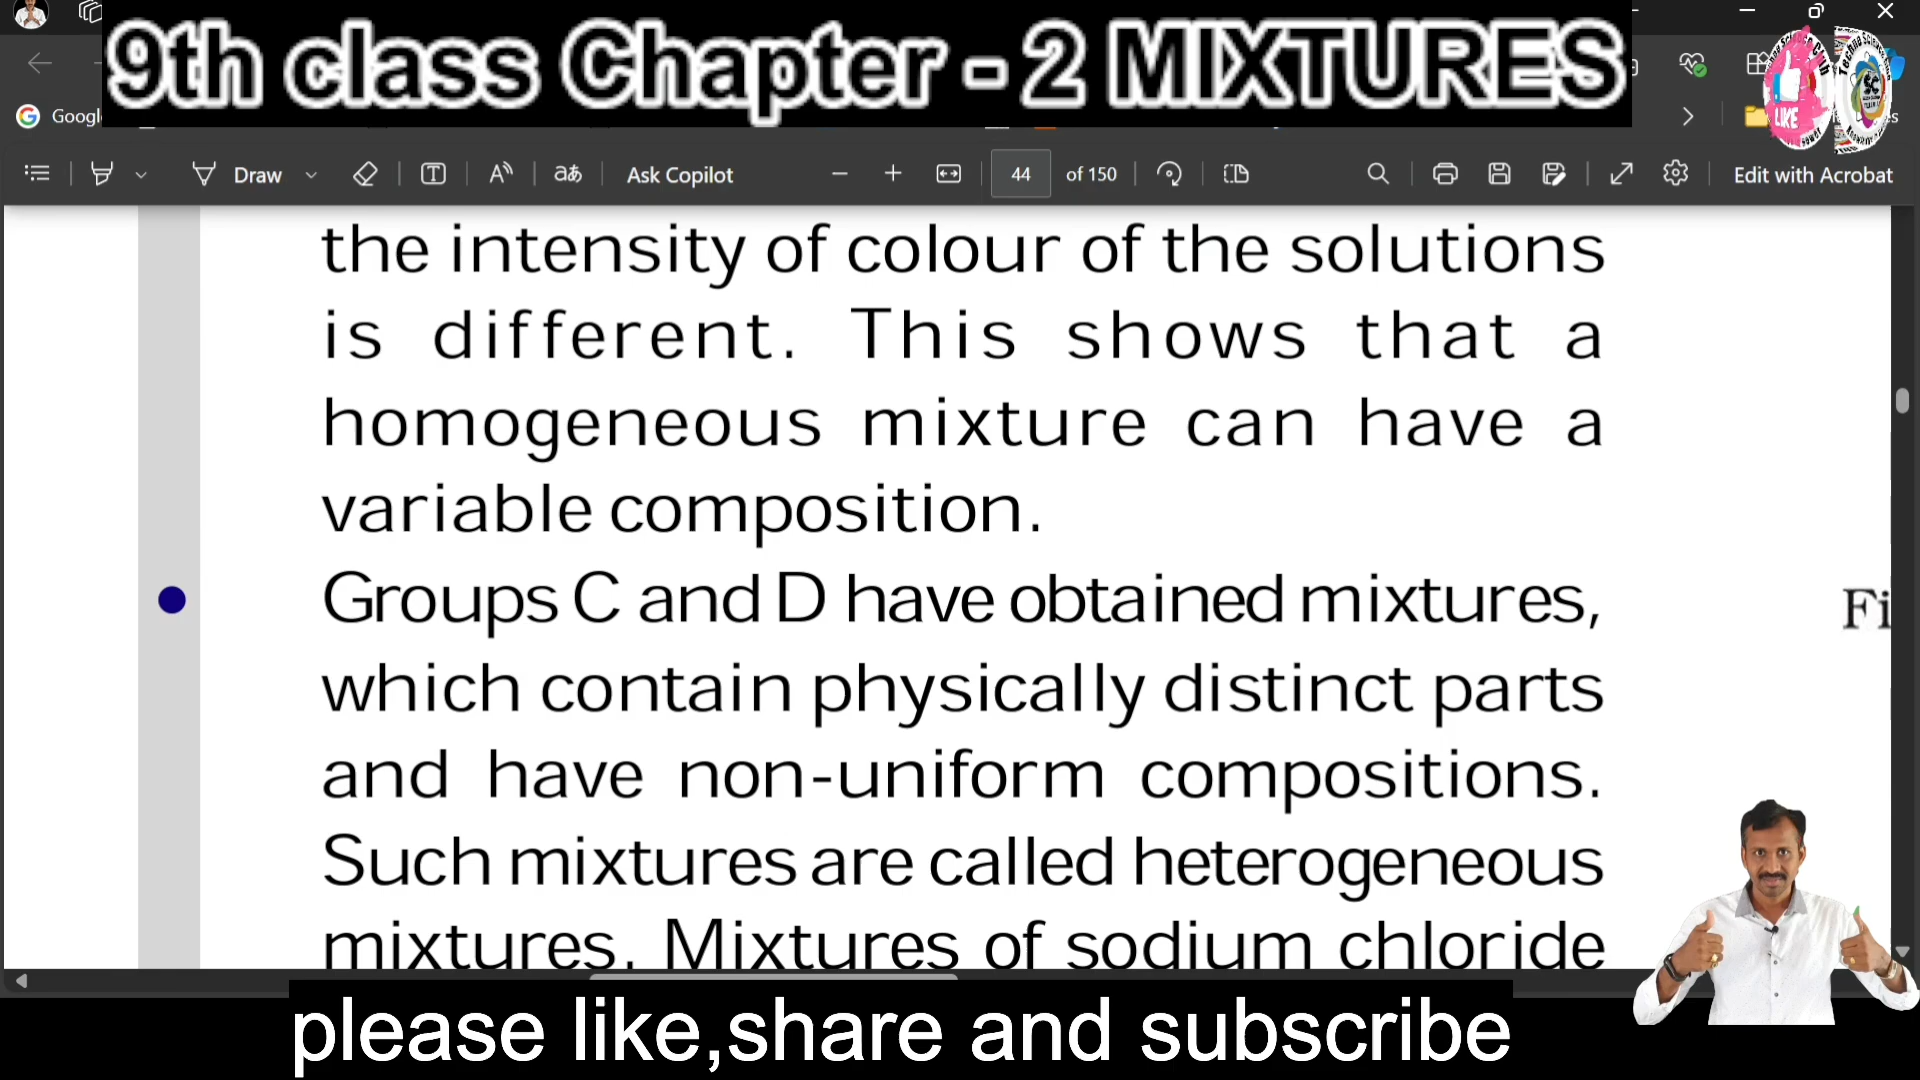 9th class Chapter - 2 MIXTURES
Googl
LIKE
Draw
Ask Copilot
44 of 150
Edit with Acrobat
the intensity of colour of the solutions
is different. This shows that a
homogeneous mixture can have a
variable composition.
Groups C and D have obtained mixtures,
which contain physically distinct parts
and have non-uniform compositions.
Such mixtures are called heterogeneous
mixtures. Mixtures of sodium chloride
Fi
please like,share and subscribe